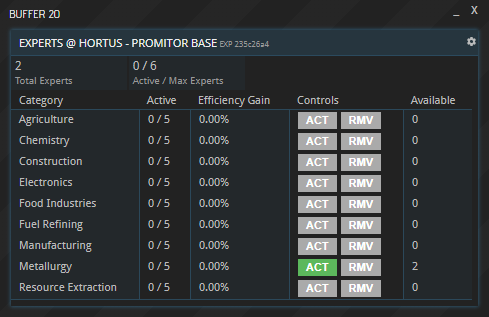 BUFFER 20 _ X
EXPERTS @ HORTUS - PROMITOR BASE EXP 235c26a4
2 0 / 6
Total Experts Active / Max Experts
Category Active Efficiency Gain Controls Available
Agriculture 0 / 5 0.00% ACT RMV 0
Chemistry 0 / 5 0.00% ACT RMV 0
Construction 0 / 5 0.00% ACT RMV 0
Electronics 0 / 5 0.00% ACT RMV 0
Food Industries 0 / 5 0.00% ACT RMV 0
Fuel Refining 0 / 5 0.00% ACT RMV 0
Manufacturing 0 / 5 0.00% ACT RMV 0
Metallurgy 0 / 5 0.00% ACT RMV 2
Resource Extraction 0 / 5 0.00% ACT RMV 0